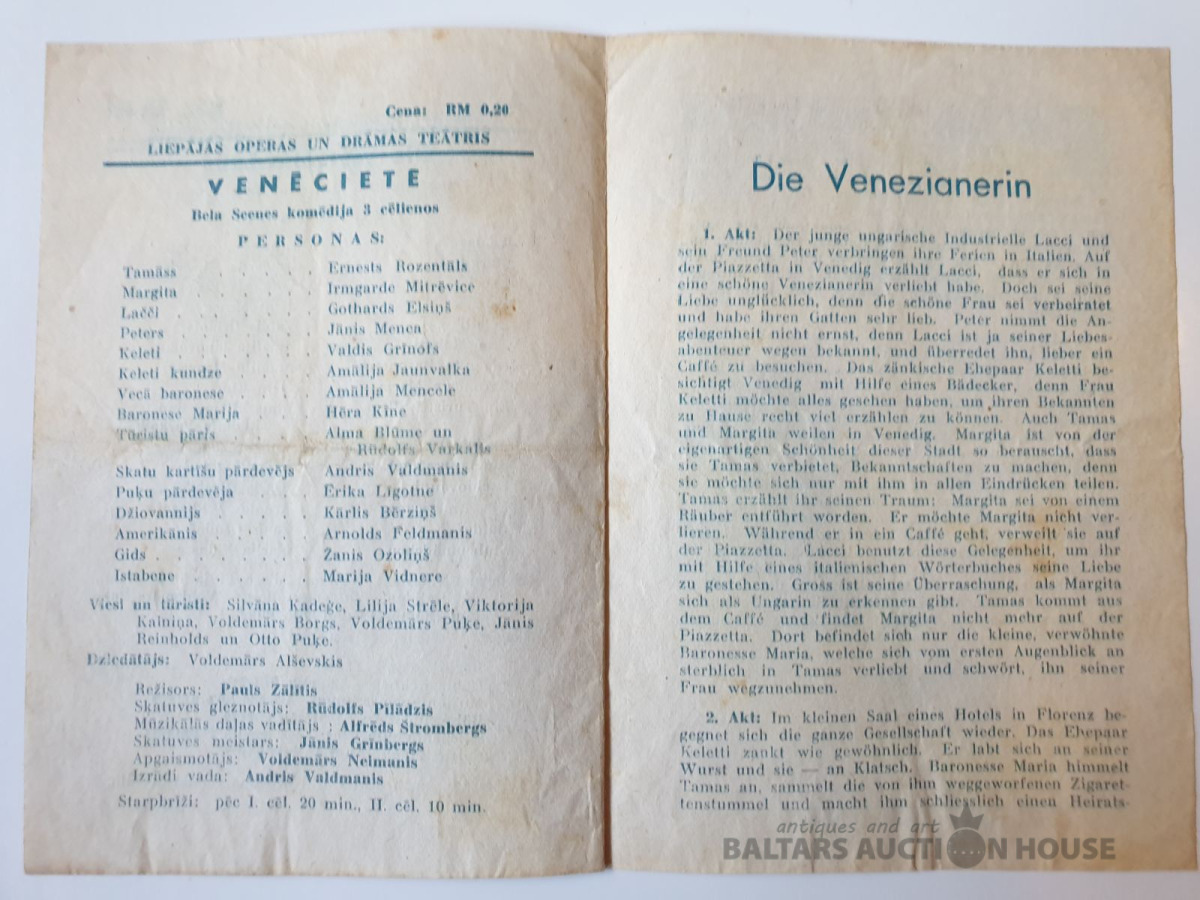 Cena: RM 0,20
LIEPĀJAS OPERAS UN DRĀMAS TEĀTRIS
VENĒCIETE
Bela Scenes komēdija 3 cēlienos
PERSONAS:
Tamāss . . . . . . . Ernests Rozentāls
Margita . . . . . . Irmgarde Mitrēvice
Lačči . . . . . . . Gothards Elsiņš
Peters . . . . . . . Jānis Menca
Keleti . . . . . . . Valdis Grīnofs
Keleti kundze . . . . Amālija Jaunvalka
Vecā baronese . . . . Amālija Mencele
Baronese Marija . . . Hēra Kīne
Tūristu pāris . . . . Alma Blūme un
Rūdolfs Varkalis
Skatu kartīšu pārdevējs Andris Valdmanis
Puķu pārdevēja . . . . Ērika Līgotne
Džiovannijs . . . . . Kārlis Bērziņš
Amerikānis . . . . . Arnolds Feldmanis
Gids . . . . . . . . Žanis Ozoliņš
Istabene . . . . . . Marija Vidnere
Viesi un tūristi: Silvāna Kadeģe, Lilija Strēle, Viktorija
Kalniņa, Voldemārs Borgs, Voldemārs Puķe, Jānis
Reinholds un Otto Puķe.
Dziedātājs: Voldemārs Alševskis
Režisors: Pauls Zālītis
Skatuves gleznotājs: Rūdolfs Pīlādzis
Mūzikālās daļas vadītājs : Alfrēds Štrombergs
Skatuves meistars: Jānis Grīnbergs
Apgaismotājs: Voldemārs Neimanis
Izrādi vada: Andris Valdmanis
Starpbrīži: pēc I. cēl. 20 min., II. cēl. 10 min.
Die Venezianerin
1. Akt: Der junge ungarische Industrielle Lacci und
sein Freund Peter verbringen ihre Ferien in Italien. Auf
der Piazzetta in Venedig erzählt Lacci, dass er sich in
eine schöne Venezianerin verliebt habe. Doch sei seine
Liebe unglücklich, denn die schöne Frau sei verheiratet
und habe ihren Gatten sehr lieb. Peter nimmt die An-
gelegenheit nicht ernst, denn Lacci ist ja seiner Liebes-
abenteuer wegen bekannt, und überredet ihn, lieber ein
Caffé zu besuchen. Das zänkische Ehepaar Keletti be-
sichtigt Venedig mit Hilfe eines Bädecker, denn Frau
Keletti möchte alles gesehen haben, um ihren Bekannten
zu Hause recht viel erzählen zu können. Auch Tamas
und Margita weilen in Venedig. Margita ist von der
eigenartigen Schönheit dieser Stadt so berauscht, dass
sie Tamas verbietet, Bekanntschaften zu machen, denn
sie möchte sich nur mit ihm in allen Eindrücken teilen.
Tamas erzählt ihr seinen Traum: Margita sei von einem
Räuber entführt worden. Er möchte Margita nicht ver-
lieren. Während er in ein Caffé geht, verweilt sie auf
der Piazzetta. Lacci benutzt diese Gelegenheit, um ihr
mit Hilfe eines italienischen Wörterbuches seine Liebe
zu gestehen. Gross ist seine Überraschung, als Margita
sich als Ungarin zu erkennen gibt. Tamas kommt aus
dem Caffé und findet Margita nicht mehr auf der
Piazzetta. Dort befindet sich nur die kleine, verwöhnte
Baronesse Maria, welche sich vom ersten Augenblick an
sterblich in Tamas verliebt und schwört, ihn seiner
Frau wegzunehmen.
2. Akt: Im kleinen Saal eines Hotels in Florenz be-
gegnet sich die ganze Gesellschaft wieder. Das Ehepaar
Keletti zankt wie gewöhnlich. Er labt sich an seiner
Wurst und sie — an Klatsch. Baronesse Maria himmelt
Tamas an, sammelt die von ihm weggeworfenen Zigaret-
tenstummel und macht ihm schliesslich einen Heirats-
antiques and art
BALTARS AUCTION HOUSE